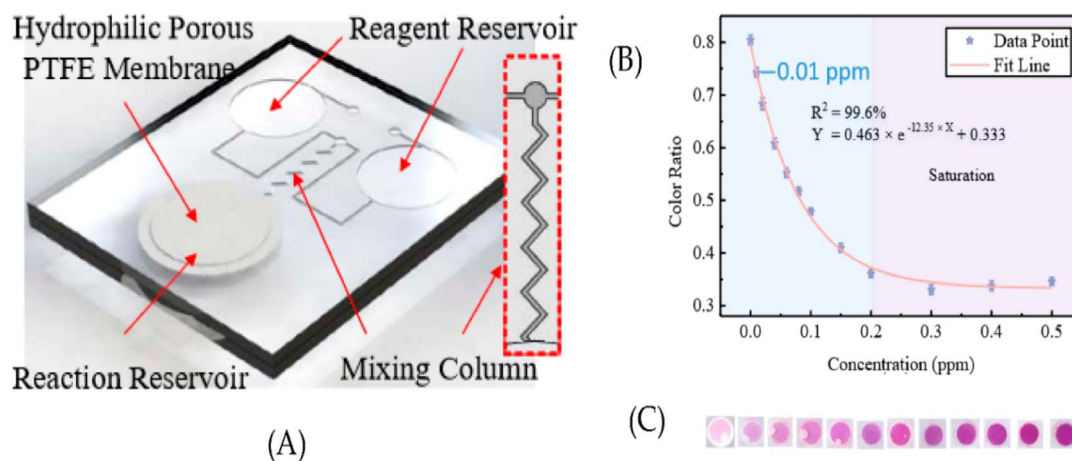 Hydrophilic Porous
PTFE Membrane
Reagent Reservoir
Reaction Reservoir
Mixing Column
(A)
(B)
0.8
0.7
0.6
0.5
0.4
0.3
Color Ratio
0.01 ppm
Data Point
Fit Line
R² = 99.6%
Y = 0.463 × e -12.35 × X + 0.333
Saturation
0.0 0.1 0.2 0.3 0.4 0.5
Concentration (ppm)
(C)